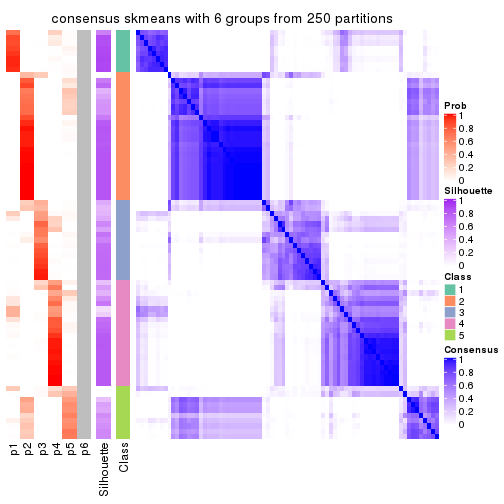 consensus skmeans with 6 groups from 250 partitions
Prob
1
0.8
0.6
0.4
0.2
0
Silhouette
1
0.8
0.6
0.4
0.2
0
Class
1
2
3
4
5
Consensus
1
0.8
0.6
0.4
0.2
0
p1
p2
p3
p4
p5
p6
Silhouette
Class